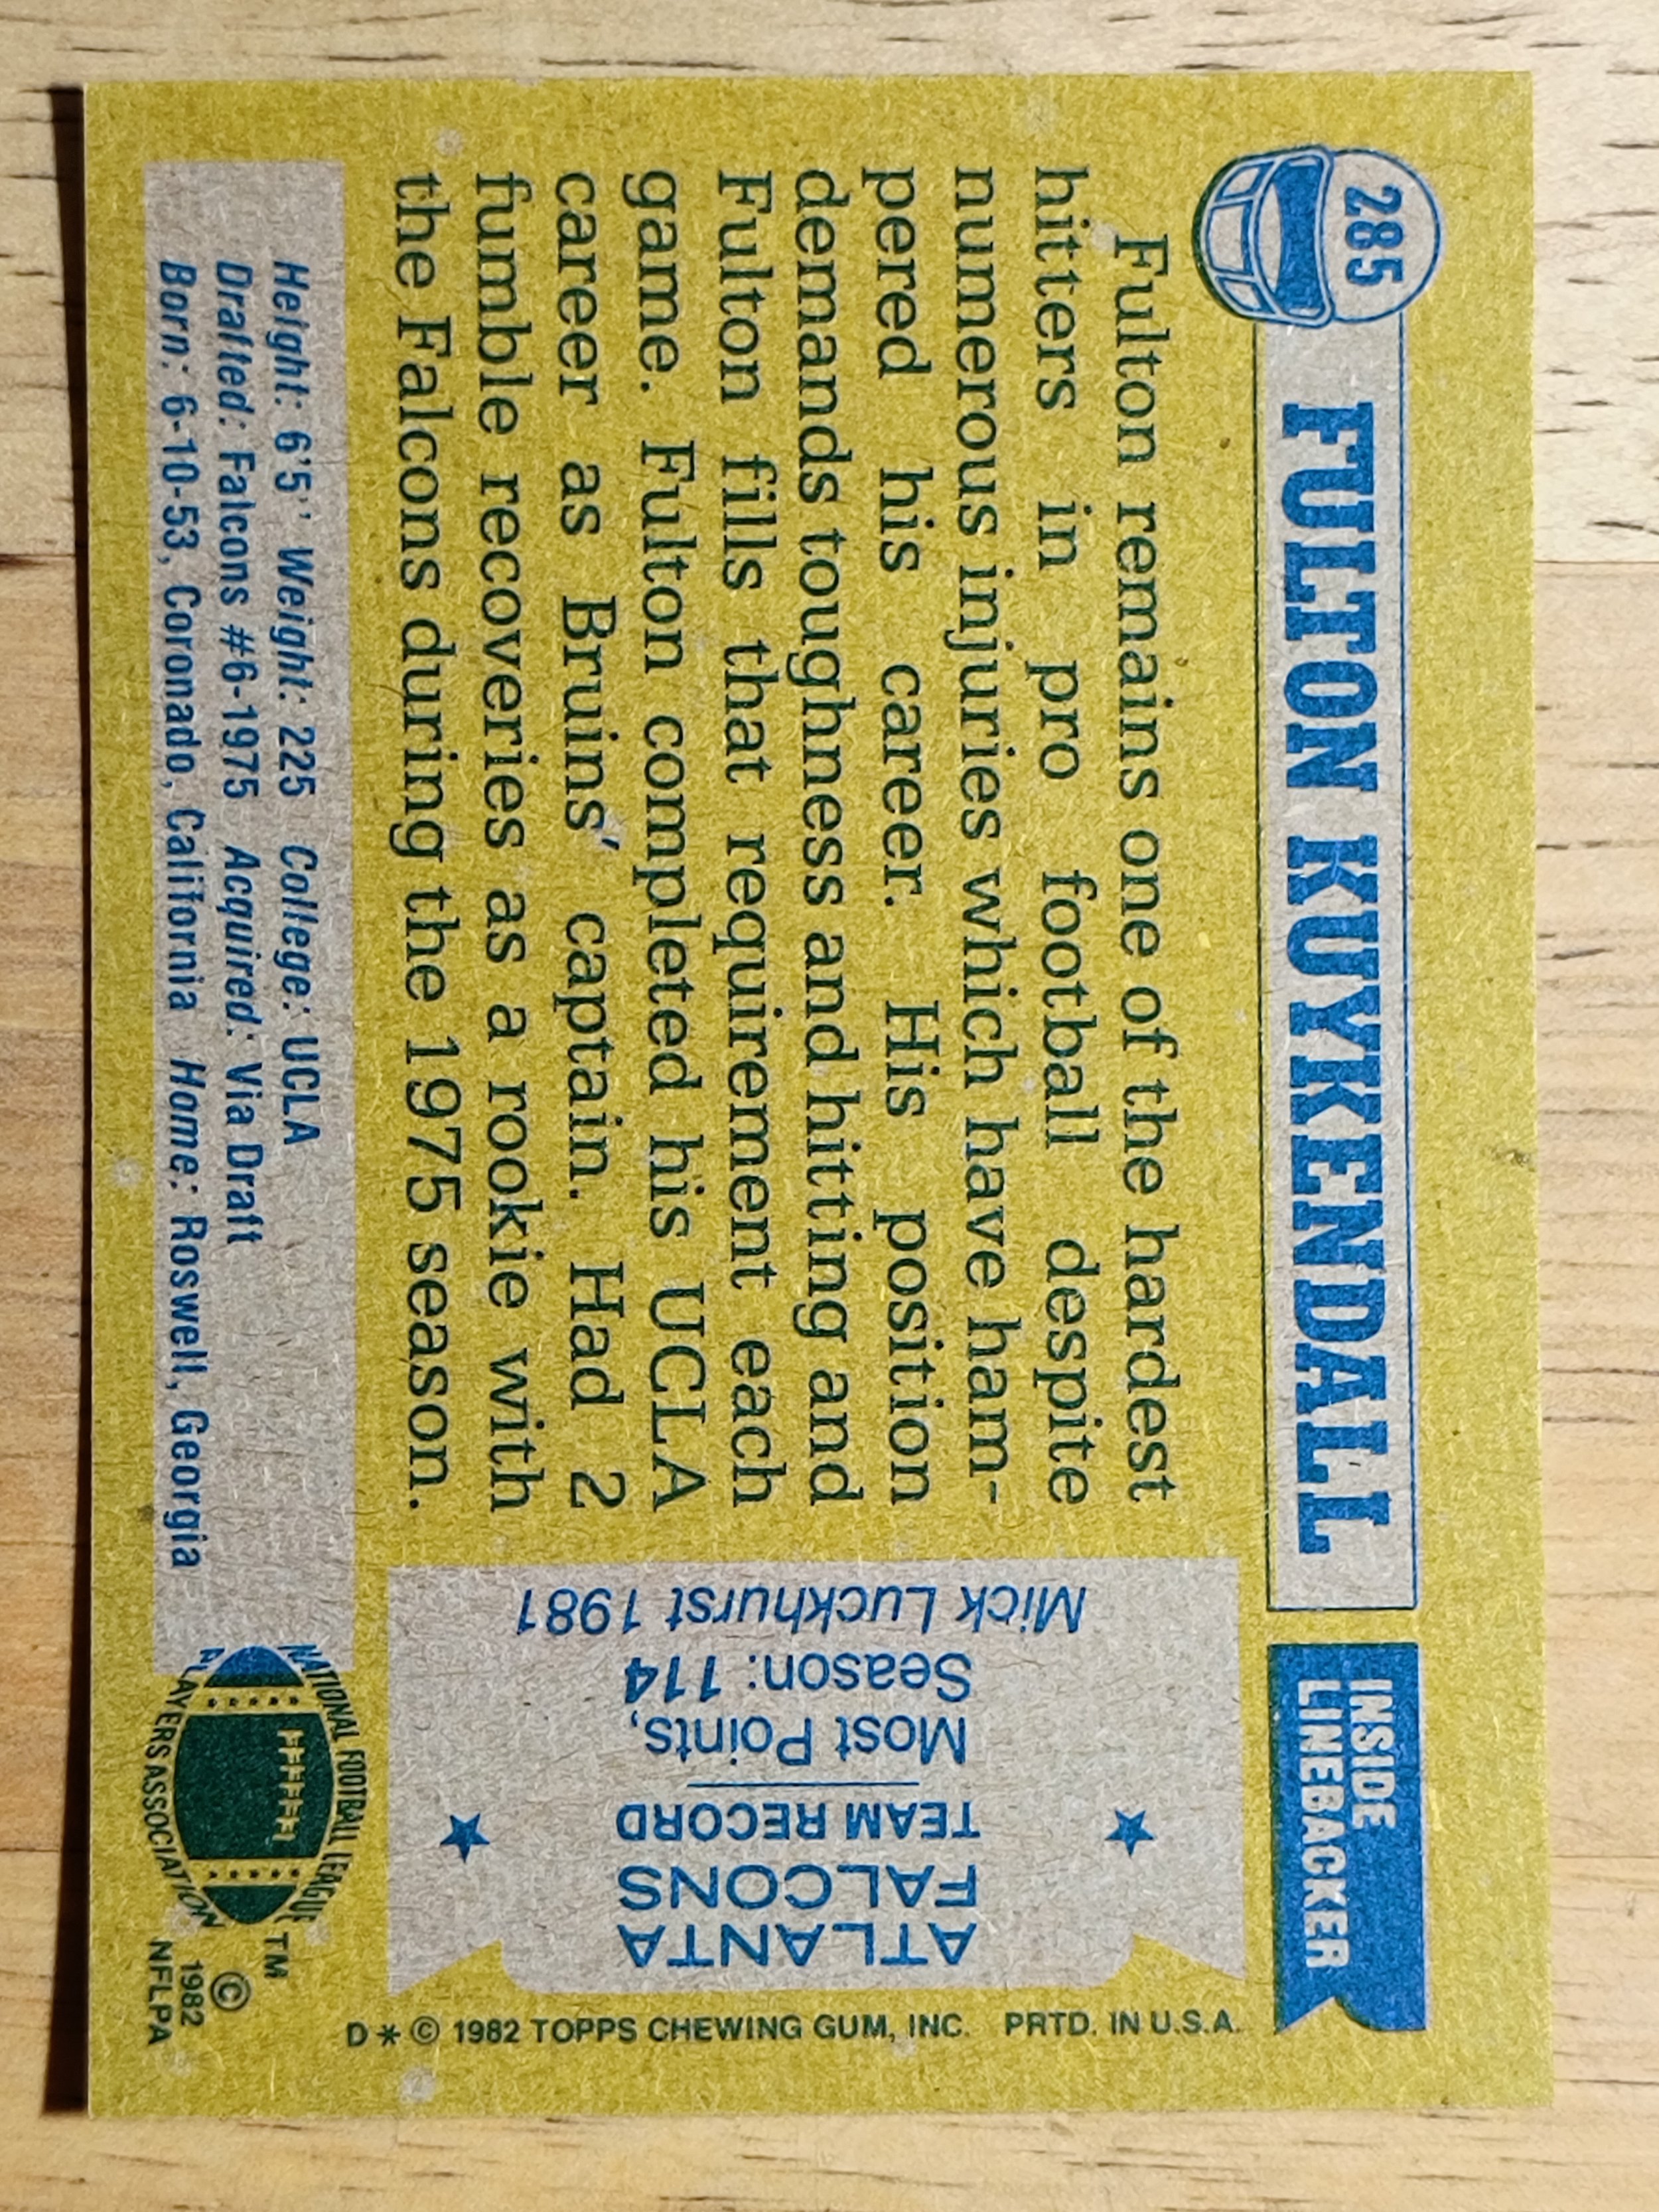 285
FULTON KUYKENDALL
INSIDE
LINEBACKER
Fulton remains one of the hardest
hitters in pro football despite
numerous injuries which have ham-
pered his career. His position
demands toughness and hitting and
Fulton fills that requirement each
game. Fulton completed his UCLA
career as Bruins' captain. Had 2
fumble recoveries as a rookie with
the Falcons during the 1975 season.
ATLANTA
FALCONS
TEAM RECORD
Most Points,
Season: 114
Mick Luckhurst 1981
Height: 6'5" Weight: 225 College: UCLA
Drafted: Falcons #6-1975 Acquired: Via Draft
Born: 6-10-53, Coronado, California Home: Roswell, Georgia
NATIONAL FOOTBALL LEAGUE
PLAYERS ASSOCIATION
TM
©
1982
NFLPA
D * © 1982 TOPPS CHEWING GUM, INC. PRTD. IN U.S.A.